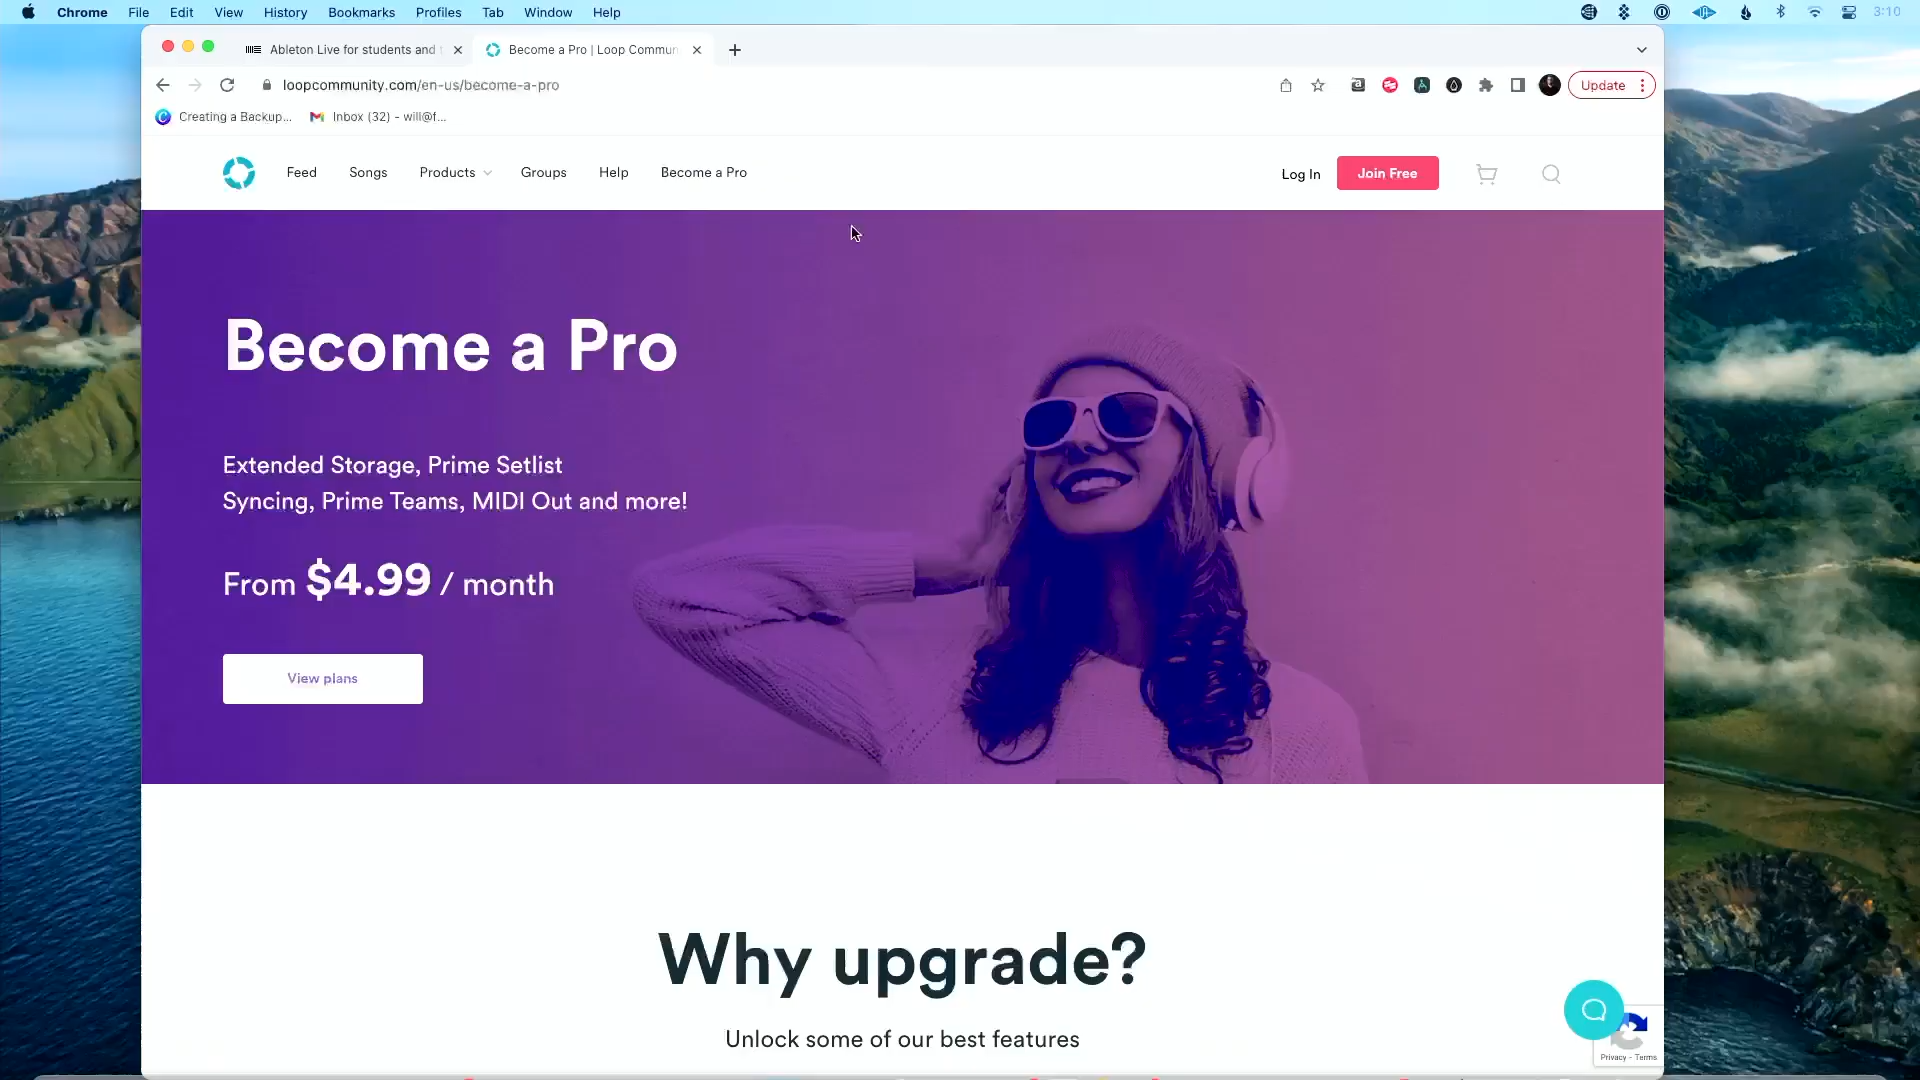 Chrome File Edit View History Bookmarks Profiles Tab Window Help 3:10
Ableton Live for students and Become a Pro | Loop Commun
loopcommunity.com/en-us/become-a-pro Update
Creating a Backup... Inbox (32) - will@f...
Feed Songs Products Groups Help Become a Pro Log In Join Free
Become a Pro
Extended Storage, Prime Setlist
Syncing, Prime Teams, MIDI Out and more!
From $4.99 / month
View plans
Why upgrade?
Unlock some of our best features
Privacy - Terms